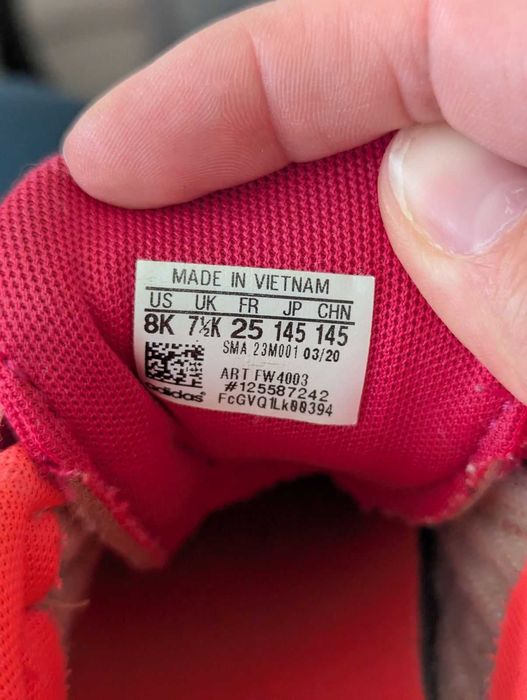 MADE IN VIETNAM
US UK FR JP CHN
8K 7½K 25 145 145
SMA 23M001 03/20
ART FW4003
#125587242
adidas FcGVQ1Lk00394